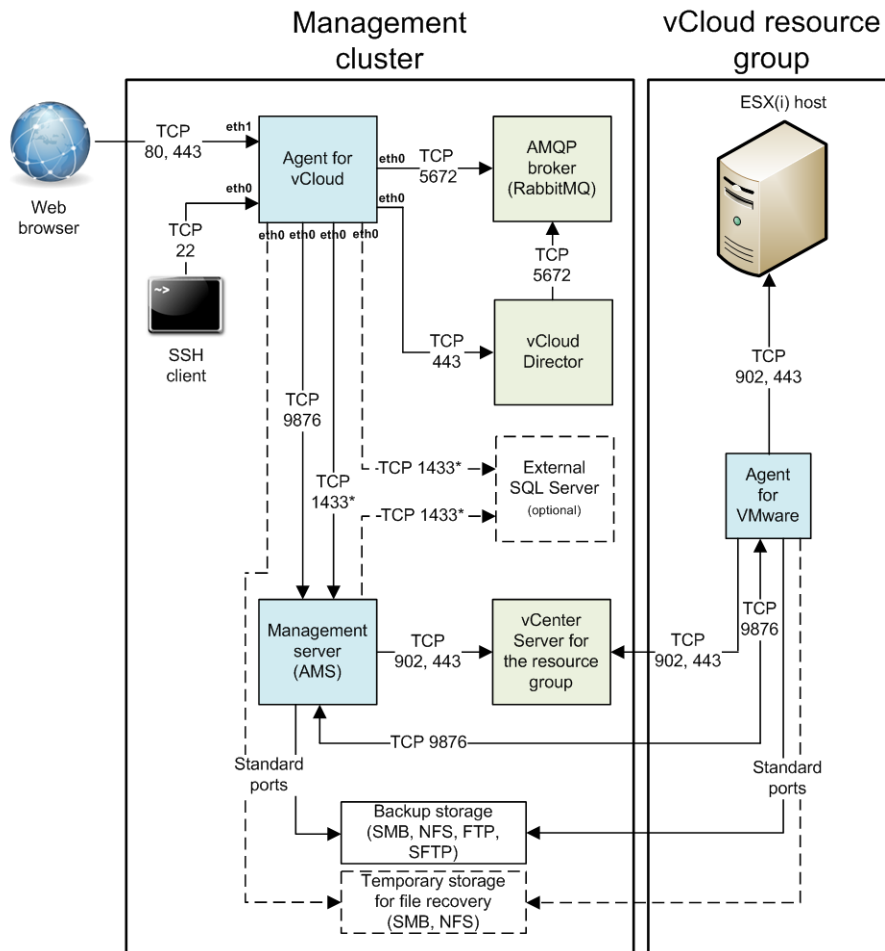 Management
cluster
vCloud resource
group
ESX(i) host
TCP
80, 443
eth1
Agent for
vCloud
eth0
TCP
5672
AMQP
broker
(RabbitMQ)
Web
browser
eth0
eth0
TCP
22
eth0
eth0
eth0
eth0
TCP
5672
~>
SSH
client
TCP
443
vCloud
Director
TCP
902, 443
TCP
9876
TCP
1433*
TCP 1433*
External
SQL Server
(optional)
TCP 1433*
Agent
for
VMware
Management
server
(AMS)
TCP
902, 443
vCenter
Server for
the resource
group
TCP
902, 443
TCP
9876
TCP 9876
Standard
ports
Standard
ports
Backup storage
(SMB, NFS, FTP,
SFTP)
Temporary storage
for file recovery
(SMB, NFS)